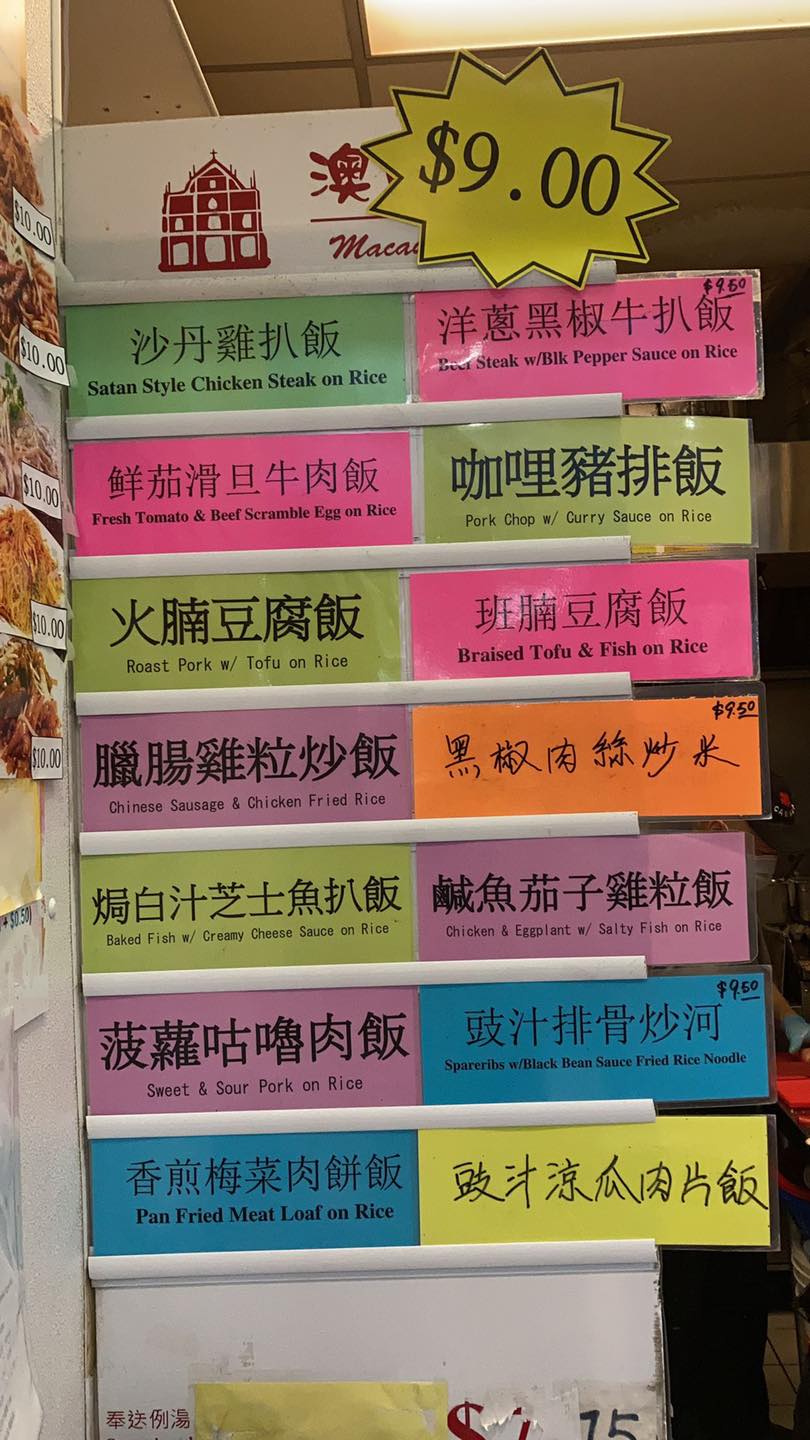 $9.00
澳
Macau
$10.00
$10.00
$10.00
$10.00
$10.00
沙丹雞扒飯
Satan Style Chicken Steak on Rice
$9.50
洋蔥黑椒牛扒飯
Beef Steak w/Blk Pepper Sauce on Rice
鮮茄滑旦牛肉飯
Fresh Tomato & Beef Scramble Egg on Rice
咖哩豬排飯
Pork Chop w/ Curry Sauce on Rice
火腩豆腐飯
Roast Pork w/ Tofu on Rice
班腩豆腐飯
Braised Tofu & Fish on Rice
臘腸雞粒炒飯
Chinese Sausage & Chicken Fried Rice
$9.50
黑椒肉絲炒米
焗白汁芝士魚扒飯
Baked Fish w/ Creamy Cheese Sauce on Rice
鹹魚茄子雞粒飯
Chicken & Eggplant w/ Salty Fish on Rice
菠蘿咕嚕肉飯
Sweet & Sour Pork on Rice
$9.50
豉汁排骨炒河
Spareribs w/Black Bean Sauce Fried Rice Noodle
香煎梅菜肉餅飯
Pan Fried Meat Loaf on Rice
豉汁涼瓜肉片飯
+$0.50)
奉送例湯